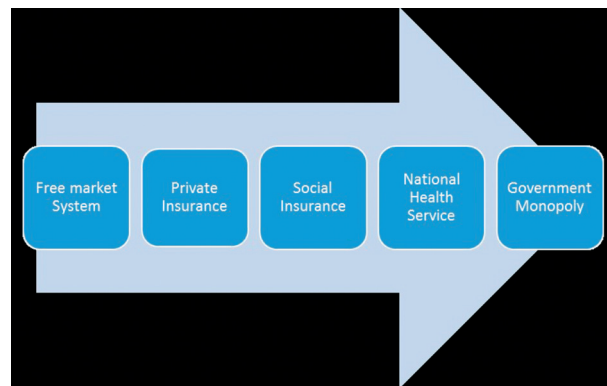 Free market
System
Private
Insurance
Social
Insurance
National
Health
Service
Government
Monopoly